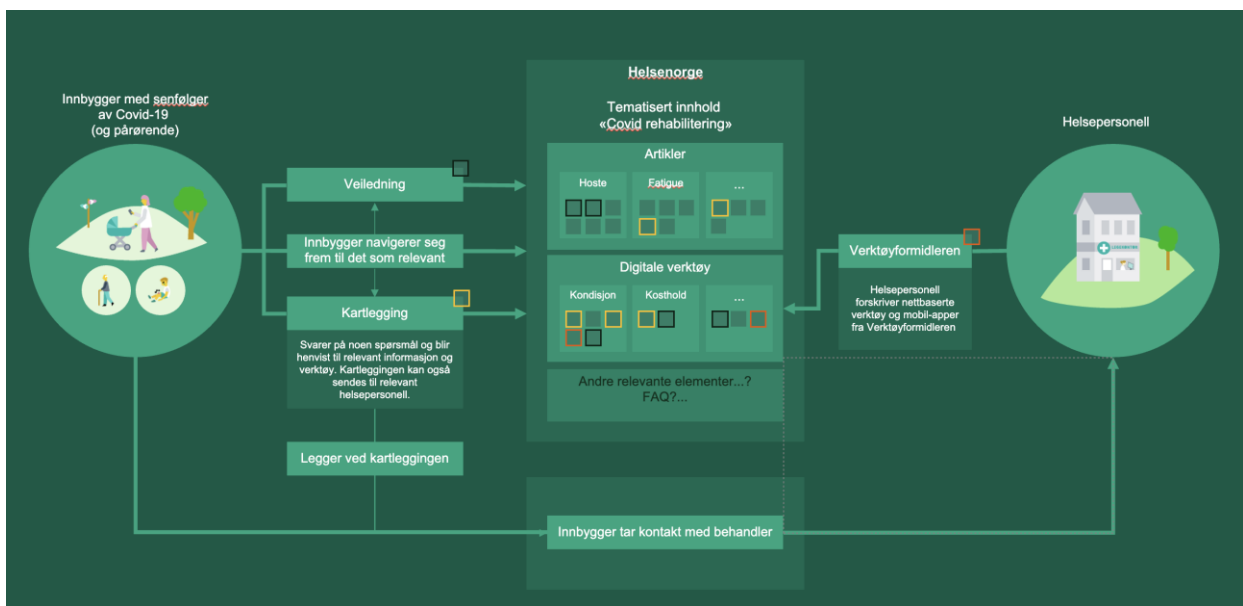 Innbygger med senfølger
av Covid-19
(og pårørende)
Veiledning
Innbygger navigerer seg
frem til det som relevant
Kartlegging
Svarer på noen spørsmål og blir
henvist til relevant informasjon og
verktøy. Kartleggingen kan også
sendes til relevant
helsepersonell.
Legger ved kartleggingen
Helsenorge
Tematisert innhold
«Covid rehabilitering»
Artikler
Hoste
Fatigue
...
Digitale verktøy
Kondisjon
Kosthold
...
Andre relevante elementer...?
FAQ?...
Innbygger tar kontakt med behandler
Verktøyformidleren
Helsepersonell
forskriver nettbaserte
verktøy og mobil-apper
fra Verktøyformidleren
Helsepersonell